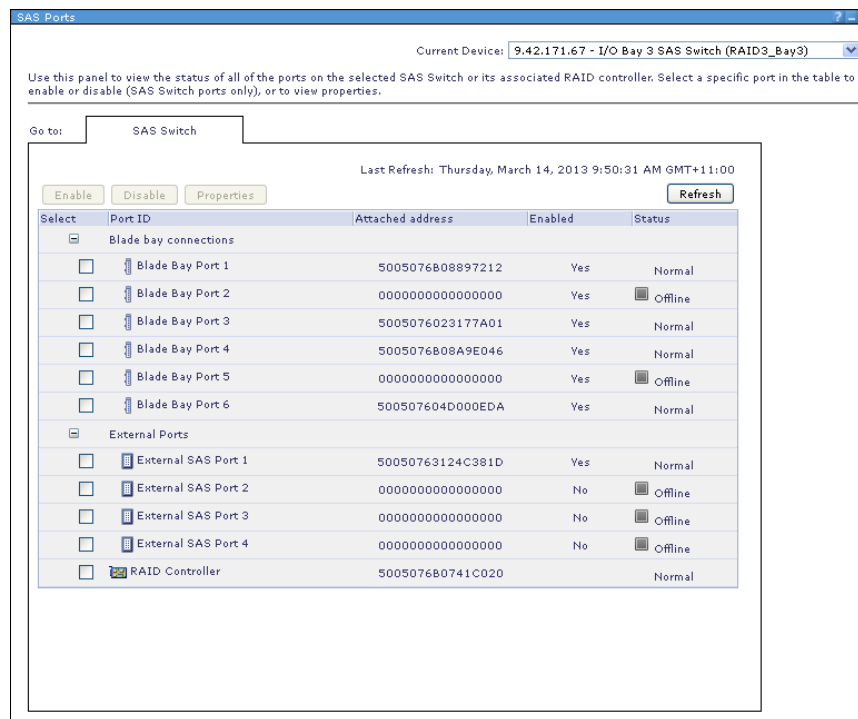 SAS Ports
Current Device: 9.42.171.67 - I/O Bay 3 SAS Switch (RAID3_Bay3)
Use this panel to view the status of all of the ports on the selected SAS Switch or its associated RAID controller. Select a specific port in the table to
enable or disable (SAS Switch ports only), or to view properties.
Go to: SAS Switch
Last Refresh: Thursday, March 14, 2013 9:50:31 AM GMT+11:00
Enable Disable Properties Refresh
Select Port ID Attached address Enabled Status
Blade bay connections
Blade Bay Port 1 5005076B08897212 Yes Normal
Blade Bay Port 2 0000000000000000 Yes Offline
Blade Bay Port 3 5005076023177A01 Yes Normal
Blade Bay Port 4 5005076B08A9E046 Yes Normal
Blade Bay Port 5 0000000000000000 Yes Offline
Blade Bay Port 6 500507604D000EDA Yes Normal
External Ports
External SAS Port 1 50050763124C381D Yes Normal
External SAS Port 2 0000000000000000 No Offline
External SAS Port 3 0000000000000000 No Offline
External SAS Port 4 0000000000000000 No Offline
RAID Controller 5005076B0741C020 Normal